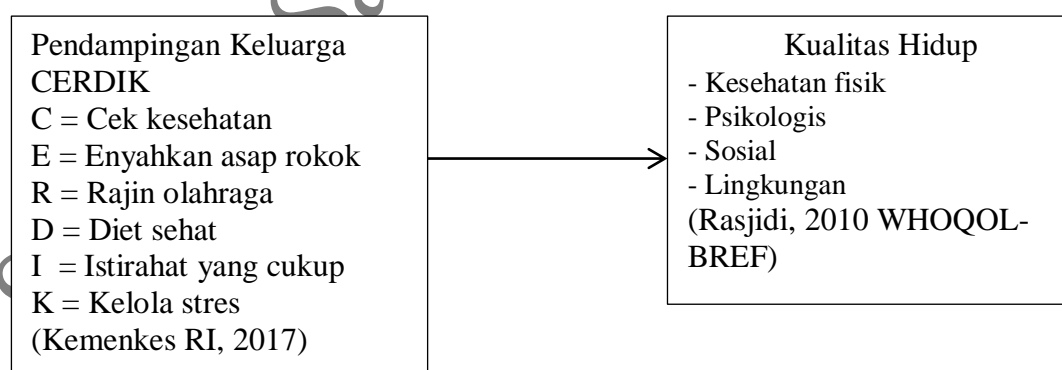 Pendampingan Keluarga
CERDIK
C = Cek kesehatan
E = Enyahkan asap rokok
R = Rajin olahraga
D = Diet sehat
I = Istirahat yang cukup
K = Kelola stres
(Kemenkes RI, 2017)
Kualitas Hidup
- Kesehatan fisik
- Psikologis
- Sosial
- Lingkungan
(Rasjidi, 2010 WHOQOL-
BREF)